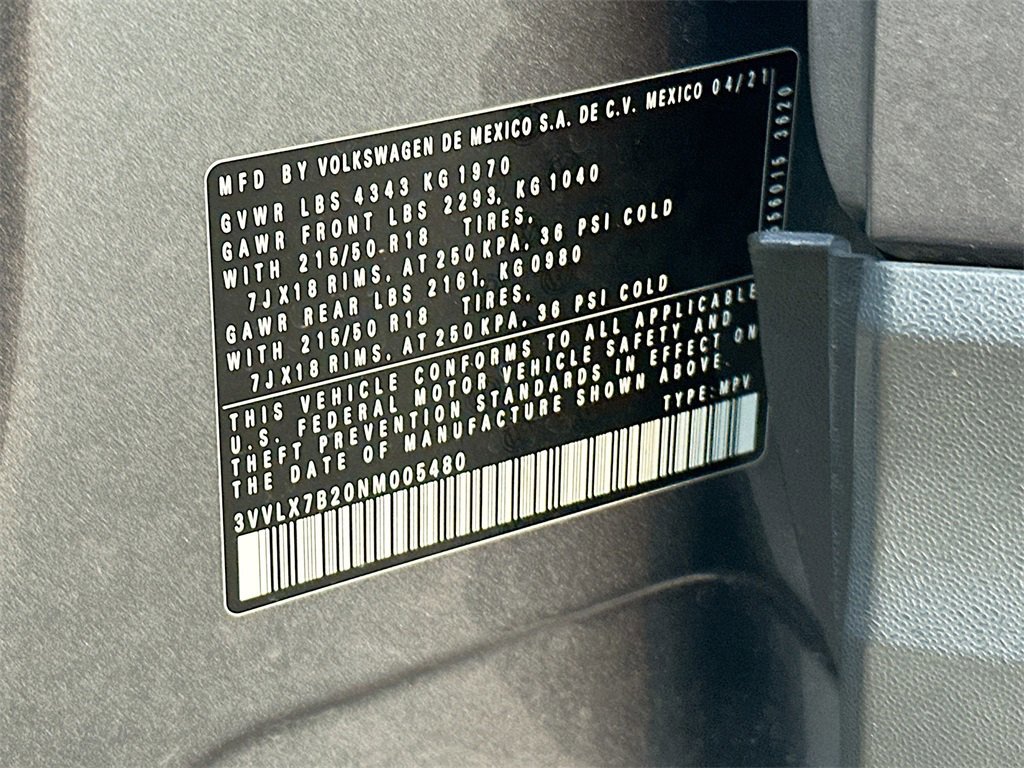 MFD BY VOLKSWAGEN DE MEXICO S.A. DE C.V. MEXICO 04/21
GVWR LBS 4343 KG 1970
GAWR FRONT LBS 2293, KG 1040
WITH 215/50-R18 TIRES,
7JX18 RIMS, AT 250 KPA, 36 PSI COLD
GAWR REAR LBS 2161, KG 0980
WITH 215/50 R18 TIRES,
7JX18 RIMS, AT 250 KPA, 36 PSI COLD
THIS VEHICLE CONFORMS TO ALL APPLICABLE
U.S. FEDERAL MOTOR VEHICLE SAFETY AND
THEFT PREVENTION STANDARDS IN EFFECT ON
THE DATE OF MANUFACTURE SHOWN ABOVE.
TYPE: MPV
3VVLX7B20NM005480
3620